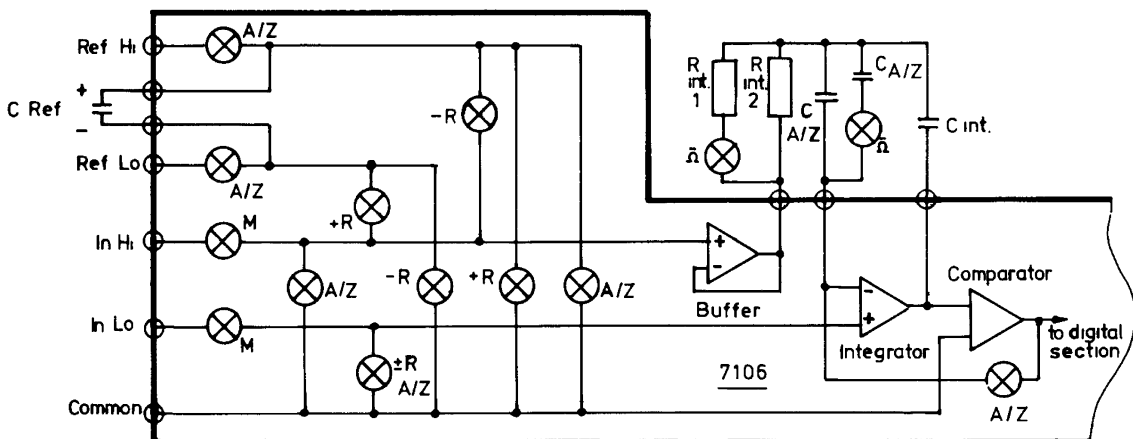 Ref Hi
A/Z
C Ref
+
−
Ref Lo
A/Z
In Hi
M
In Lo
M
Common
−R
+R
A/Z
−R
+R
A/Z
±R
A/Z
R
int.
1
R
int.
2
C
A/Z
C A/Z
C int.
Ω̄
Ω̄
+
−
Buffer
−
+
Integrator
Comparator
to digital
section
A/Z
7106